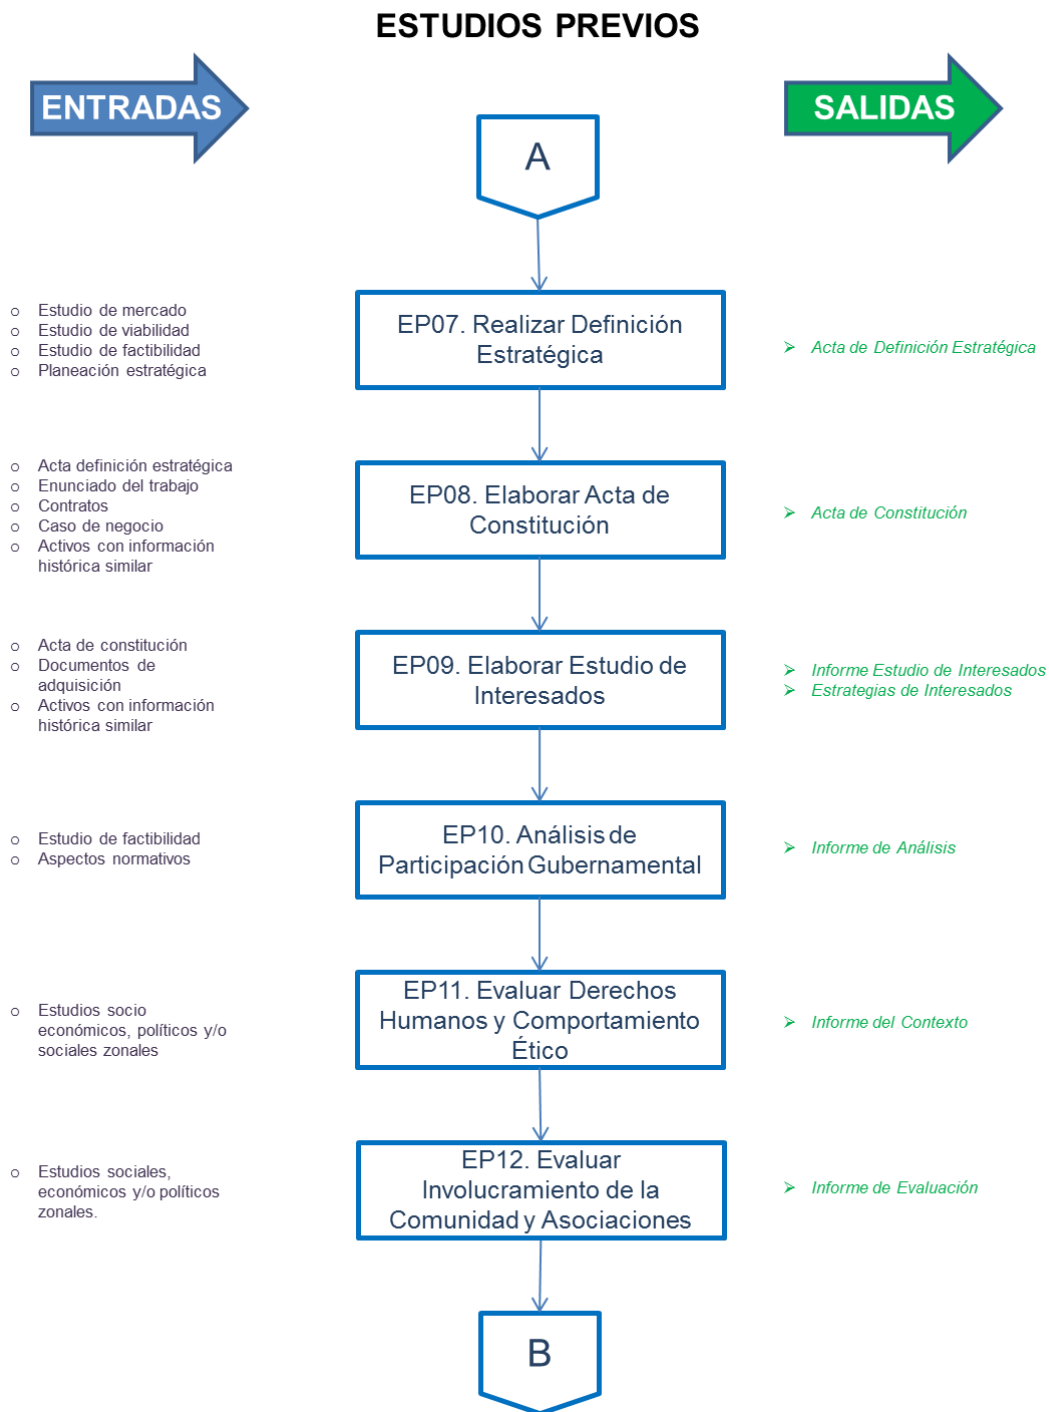 ESTUDIOS PREVIOS
ENTRADAS
SALIDAS
A
o Estudio de mercado
o Estudio de viabilidad
o Estudio de factibilidad
o Planeación estratégica
EP07. Realizar Definición
Estratégica
➢ Acta de Definición Estratégica
o Acta definición estratégica
o Enunciado del trabajo
o Contratos
o Caso de negocio
o Activos con información
histórica similar
EP08. Elaborar Acta de
Constitución
➢ Acta de Constitución
o Acta de constitución
o Documentos de
adquisición
o Activos con información
histórica similar
EP09. Elaborar Estudio de
Interesados
➢ Informe Estudio de Interesados
➢ Estrategias de Interesados
o Estudio de factibilidad
o Aspectos normativos
EP10. Análisis de
Participación Gubernamental
➢ Informe de Análisis
o Estudios socio
económicos, políticos y/o
sociales zonales
EP11. Evaluar Derechos
Humanos y Comportamiento
Ético
➢ Informe del Contexto
o Estudios sociales,
económicos y/o políticos
zonales.
EP12. Evaluar
Involucramiento de la
Comunidad y Asociaciones
➢ Informe de Evaluación
B